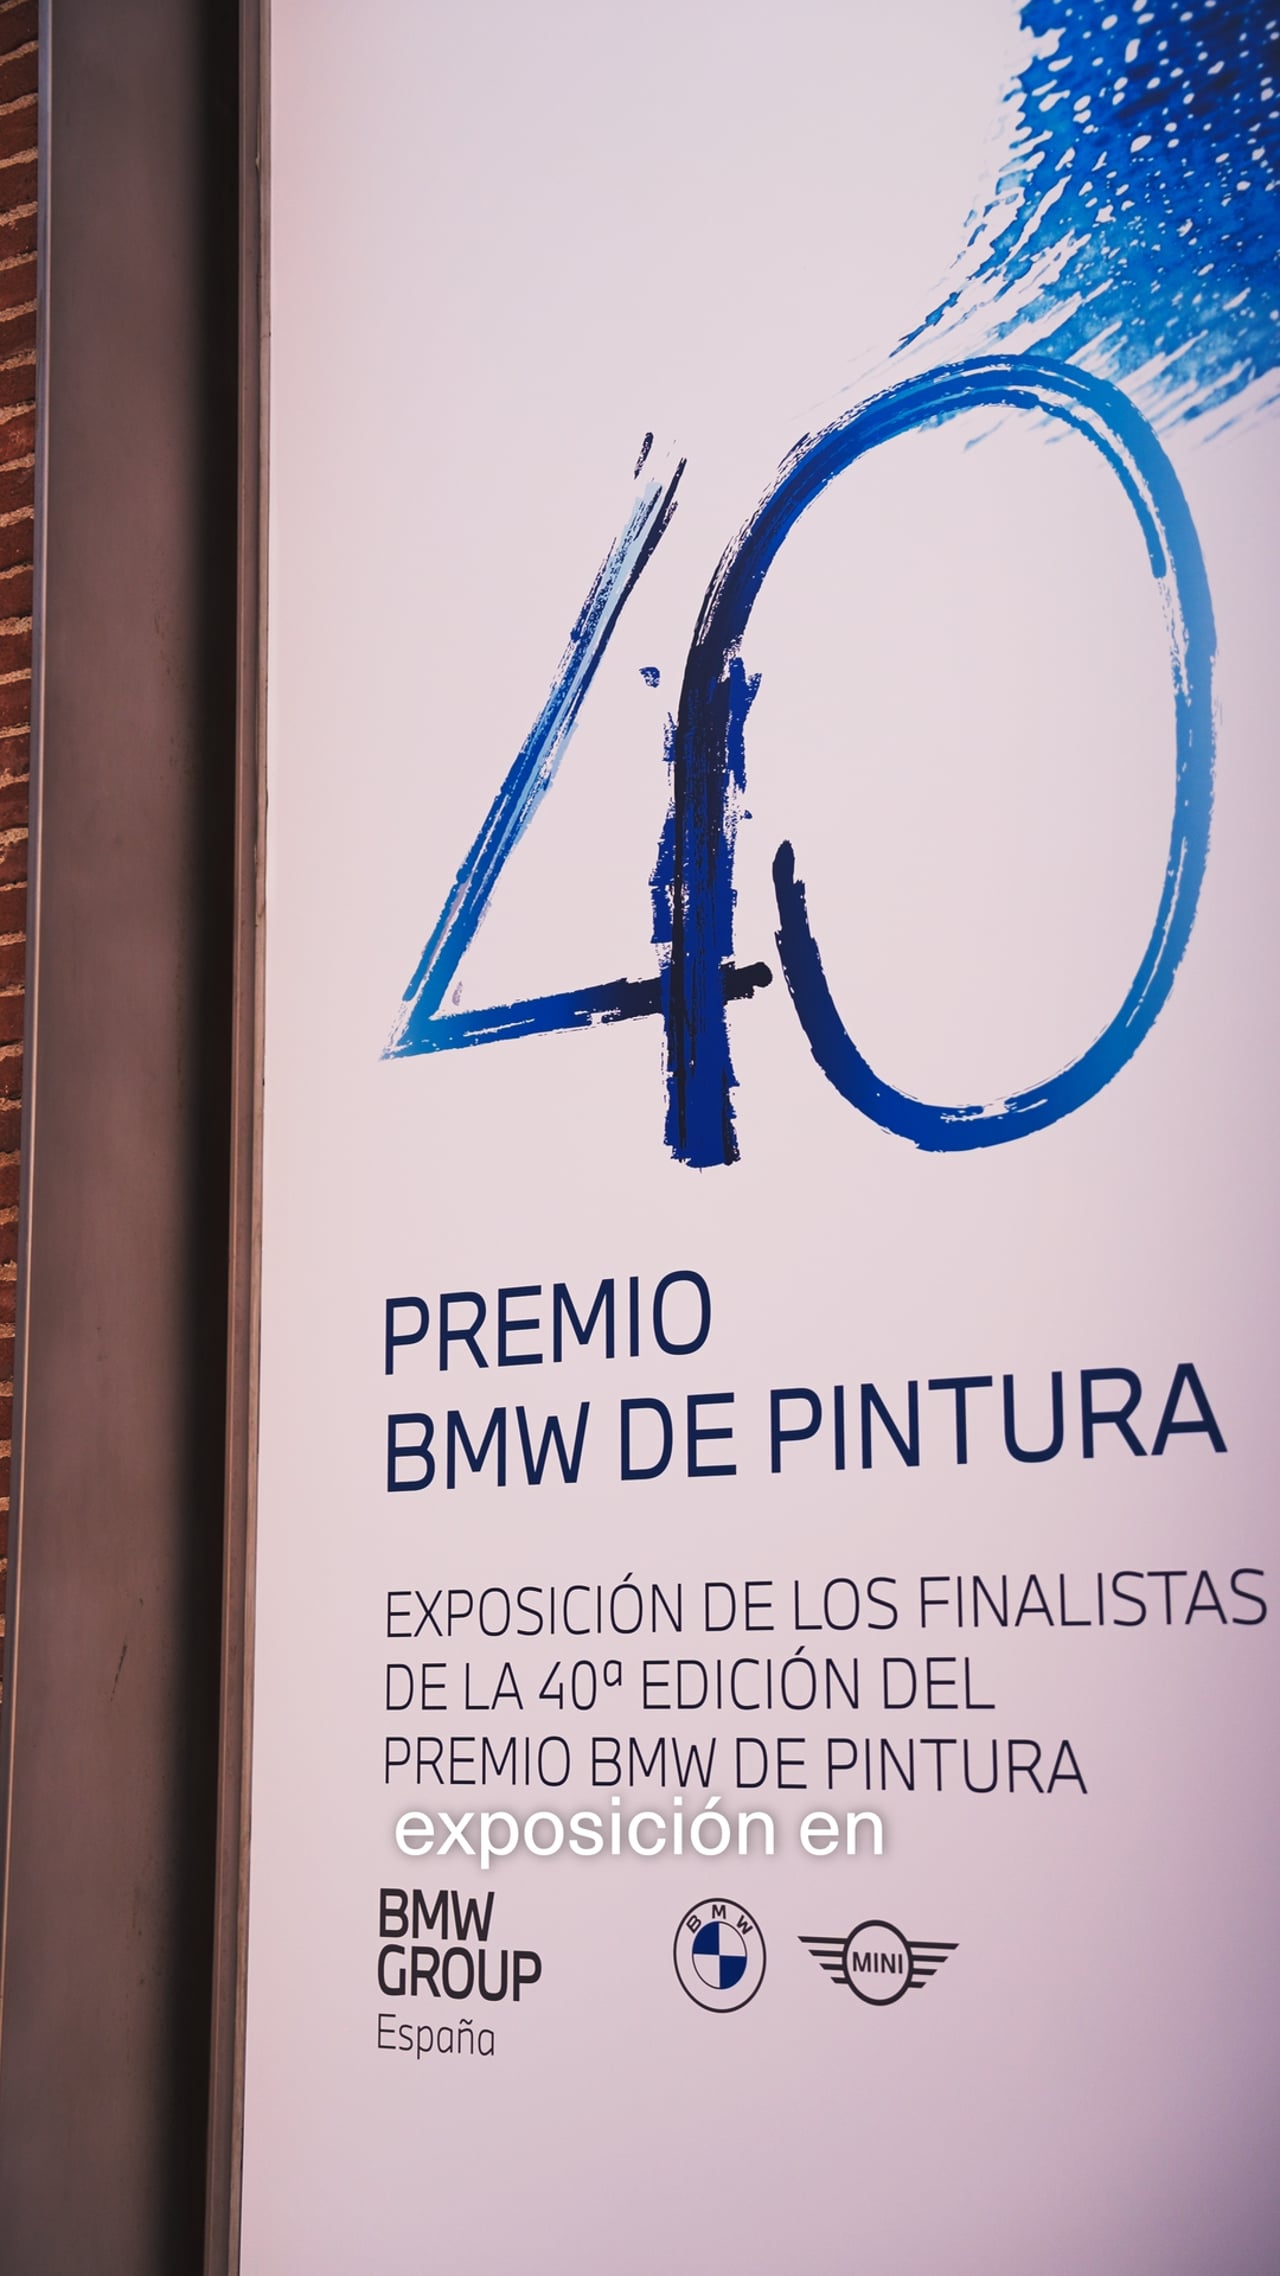 40
PREMIO
BMW DE PINTURA
EXPOSICIÓN DE LOS FINALISTAS
DE LA 40ª EDICIÓN DEL
PREMIO BMW DE PINTURA
exposición en
BMW
GROUP
España
BMW
MINI